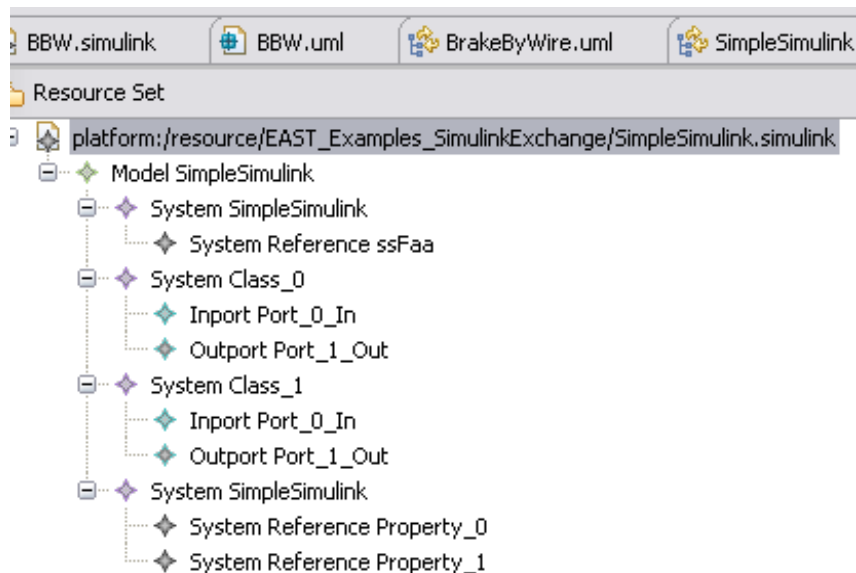 BBW.simulink BBW.uml BrakeByWire.uml SimpleSimulink
Resource Set
platform:/resource/EAST_Examples_SimulinkExchange/SimpleSimulink.simulink
Model SimpleSimulink
System SimpleSimulink
System Reference ssFaa
System Class_0
Inport Port_0_In
Outport Port_1_Out
System Class_1
Inport Port_0_In
Outport Port_1_Out
System SimpleSimulink
System Reference Property_0
System Reference Property_1